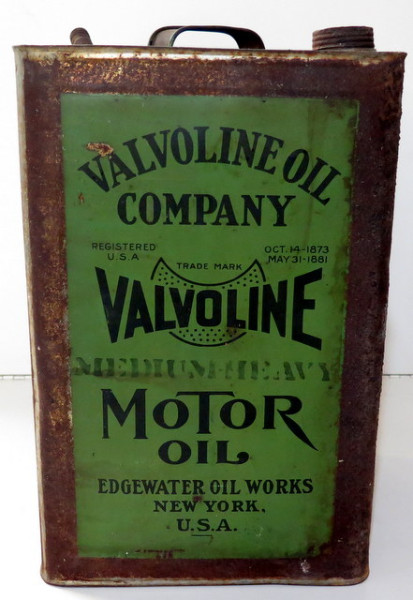 VALVOLINE OIL
COMPANY
REGISTERED
U.S.A
OCT. 14-1873
MAY 31-1881
TRADE MARK
VALVOLINE
MEDIUM-HEAVY
MOTOR
OIL
EDGEWATER OIL WORKS
NEW YORK,
U.S.A.